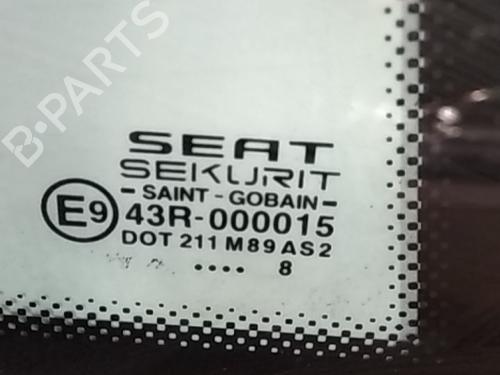 B-PARTS
SEAT
SEKURIT
- SAINT - GOBAIN -
E9 43R-000015
DOT 211 M89 AS2
.... 8